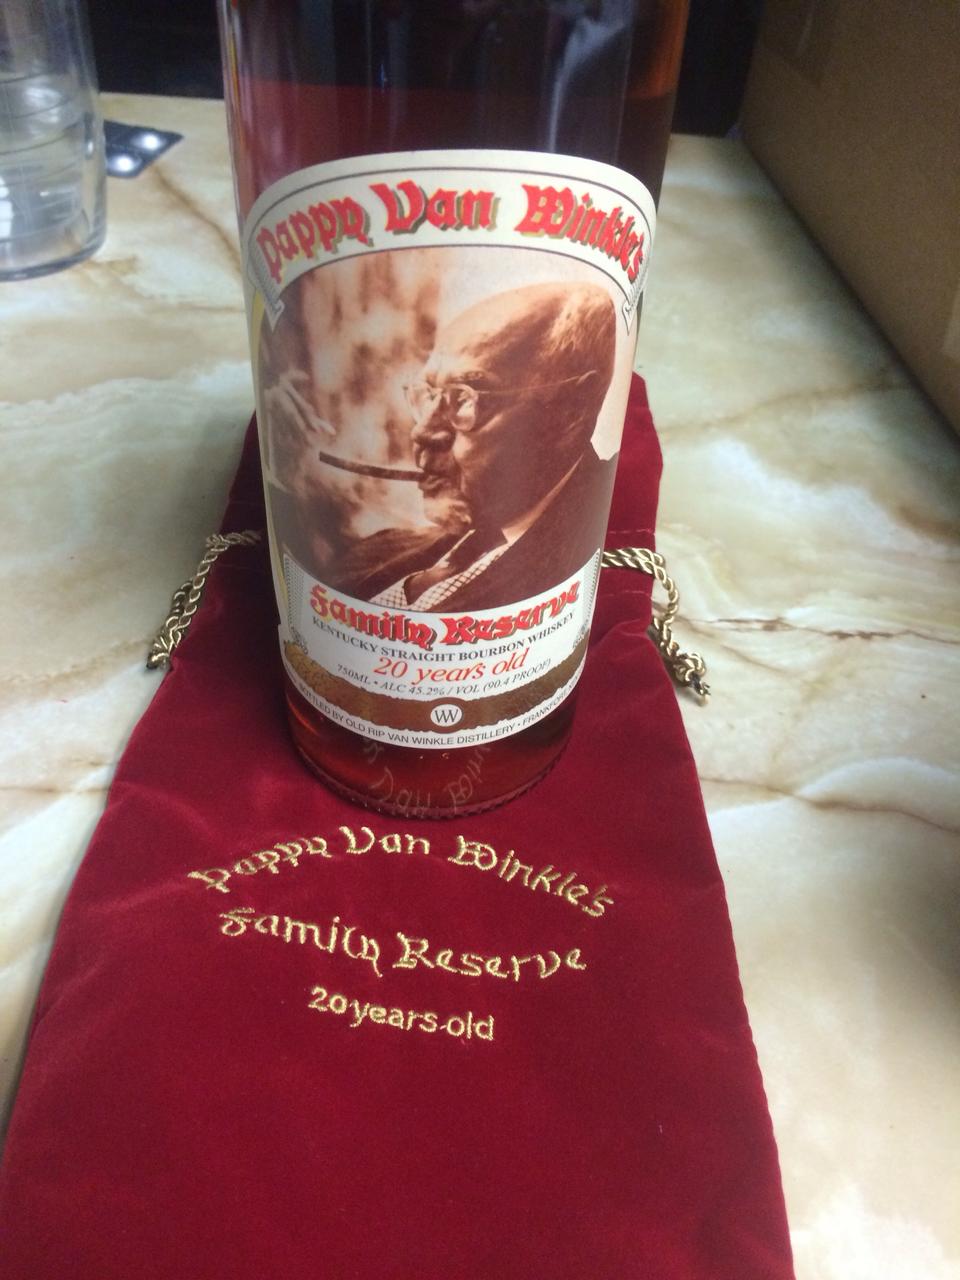 Pappy Van Winkle's
Family Reserve
KENTUCKY STRAIGHT BOURBON WHISKEY
20 years old
750ML • ALC 45.2% / VOL (90.4 PROOF)
W
BOTTLED BY OLD RIP VAN WINKLE DISTILLERY • FRANKFORT,
Pappy Van Winkle's
Family Reserve
20 years old